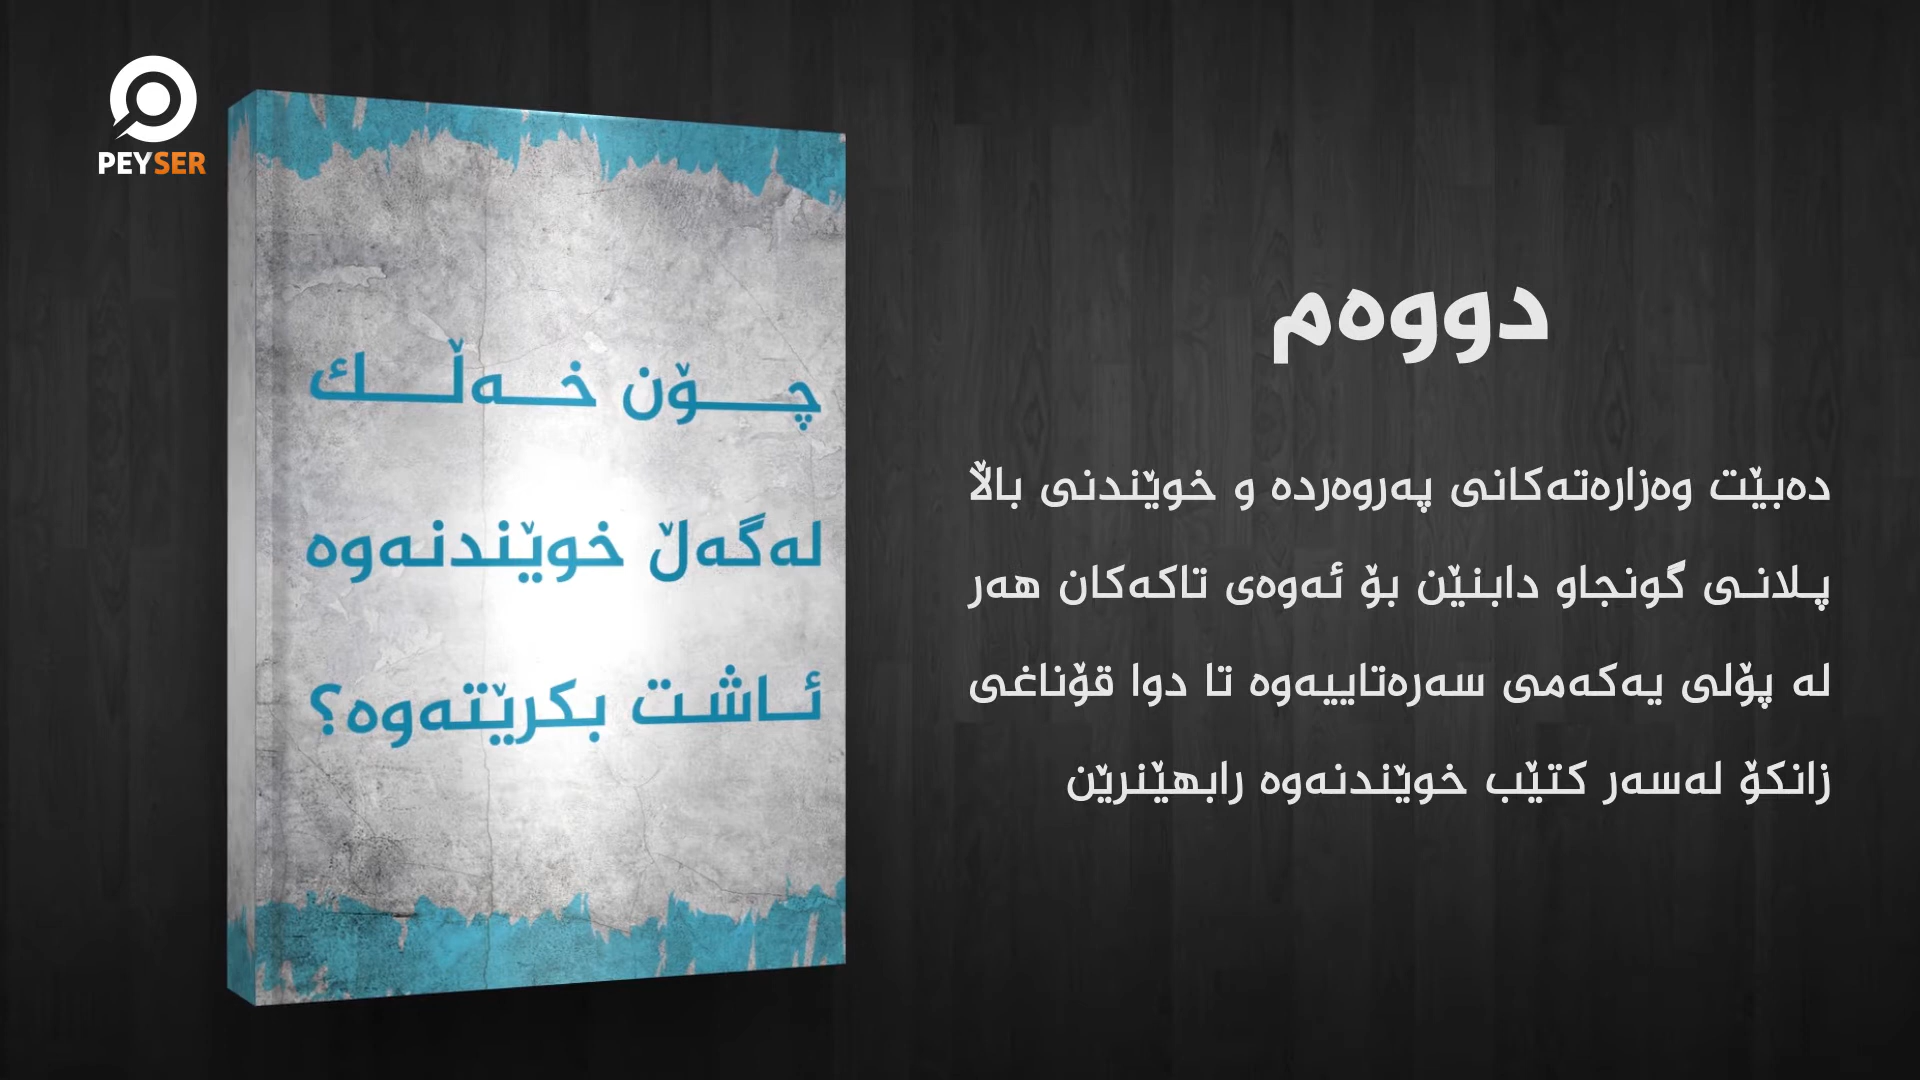 PEYSER
چۆن خەڵك
لەگەڵ خوێندنەوە
ئاشت بکرێتەوە؟
دووەم
دەبێت وەزارەتەکانی پەروەردە و خوێندنی باڵا
پلانی گونجاو دابنێن بۆ ئەوەی تاکەکان هەر
لە پۆلی یەکەمی سەرەتاییەوە تا دوا قۆناغی
زانکۆ لەسەر کتێب خوێندنەوە رابهێنرێن